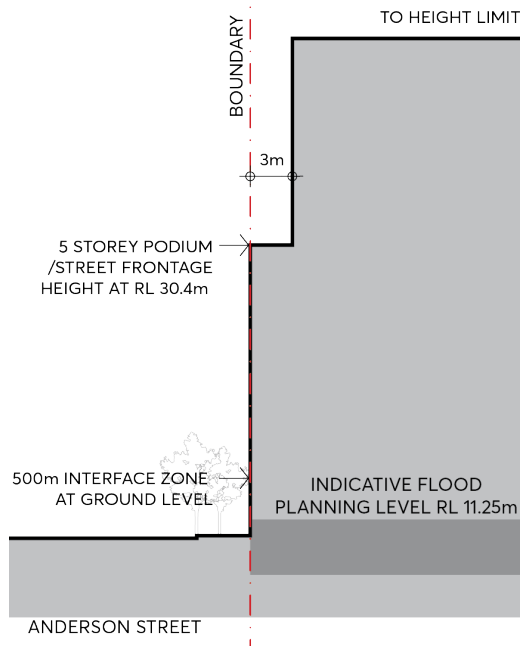 TO HEIGHT LIMIT
BOUNDARY
3m
5 STOREY PODIUM
/STREET FRONTAGE
HEIGHT AT RL 30.4m
500m INTERFACE ZONE
AT GROUND LEVEL
INDICATIVE FLOOD
PLANNING LEVEL RL 11.25m
ANDERSON STREET